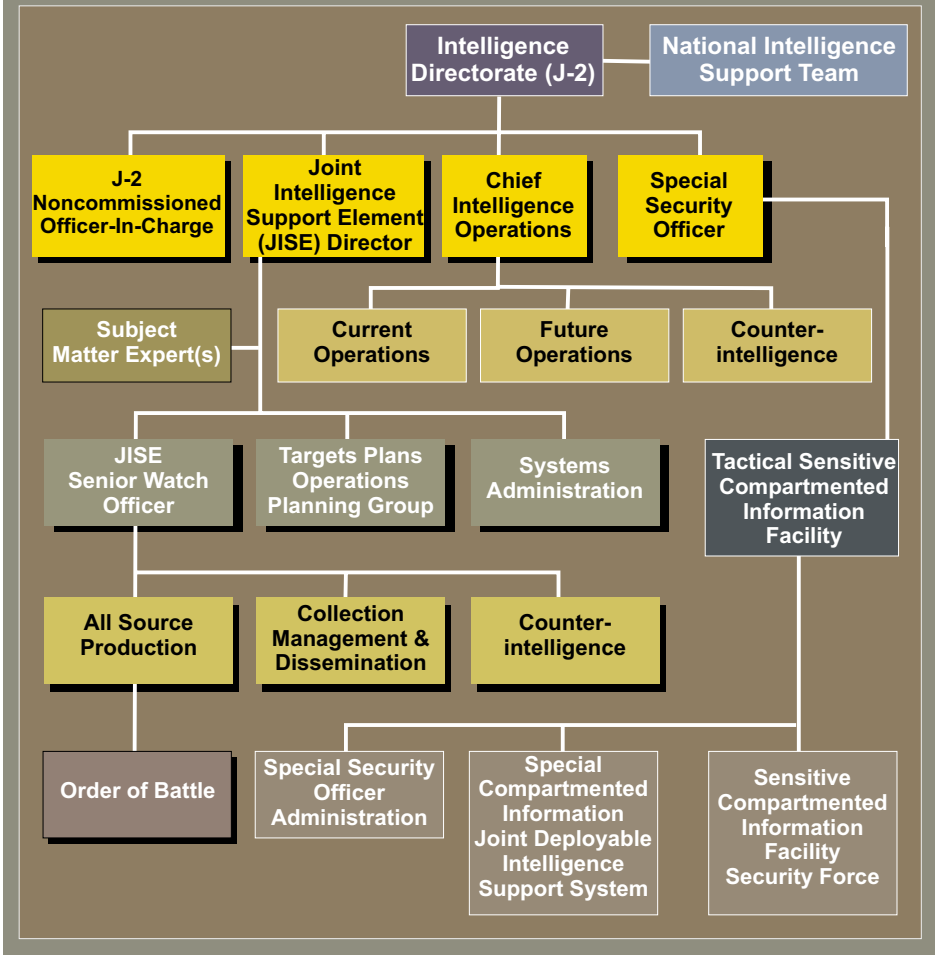 Intelligence
Directorate (J-2)
National Intelligence
Support Team
J-2
Noncommissioned
Officer-In-Charge
Joint
Intelligence
Support Element
(JISE) Director
Chief
Intelligence
Operations
Special
Security
Officer
Subject
Matter Expert(s)
Current
Operations
Future
Operations
Counter-
intelligence
JISE
Senior Watch
Officer
Targets Plans
Operations
Planning Group
Systems
Administration
Tactical Sensitive
Compartmented
Information
Facility
All Source
Production
Collection
Management &
Dissemination
Counter-
intelligence
Order of Battle
Special Security
Officer
Administration
Special
Compartmented
Information
Joint Deployable
Intelligence
Support System
Sensitive
Compartmented
Information
Facility
Security Force